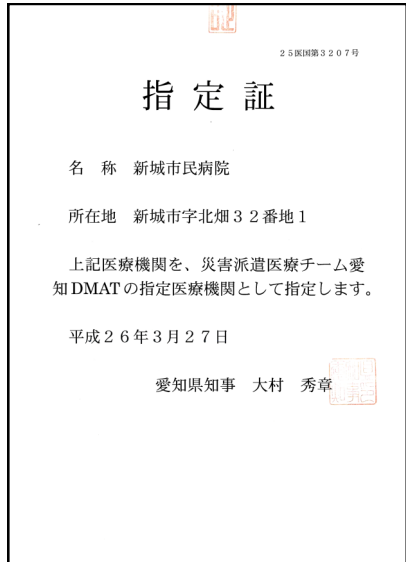 25医国第3207号
指定証
名　称　新城市民病院
所在地　新城市字北畑32番地1
上記医療機関を、災害派遣医療チーム愛
知DMATの指定医療機関として指定します。
平成26年3月27日
愛知県知事　大村　秀章